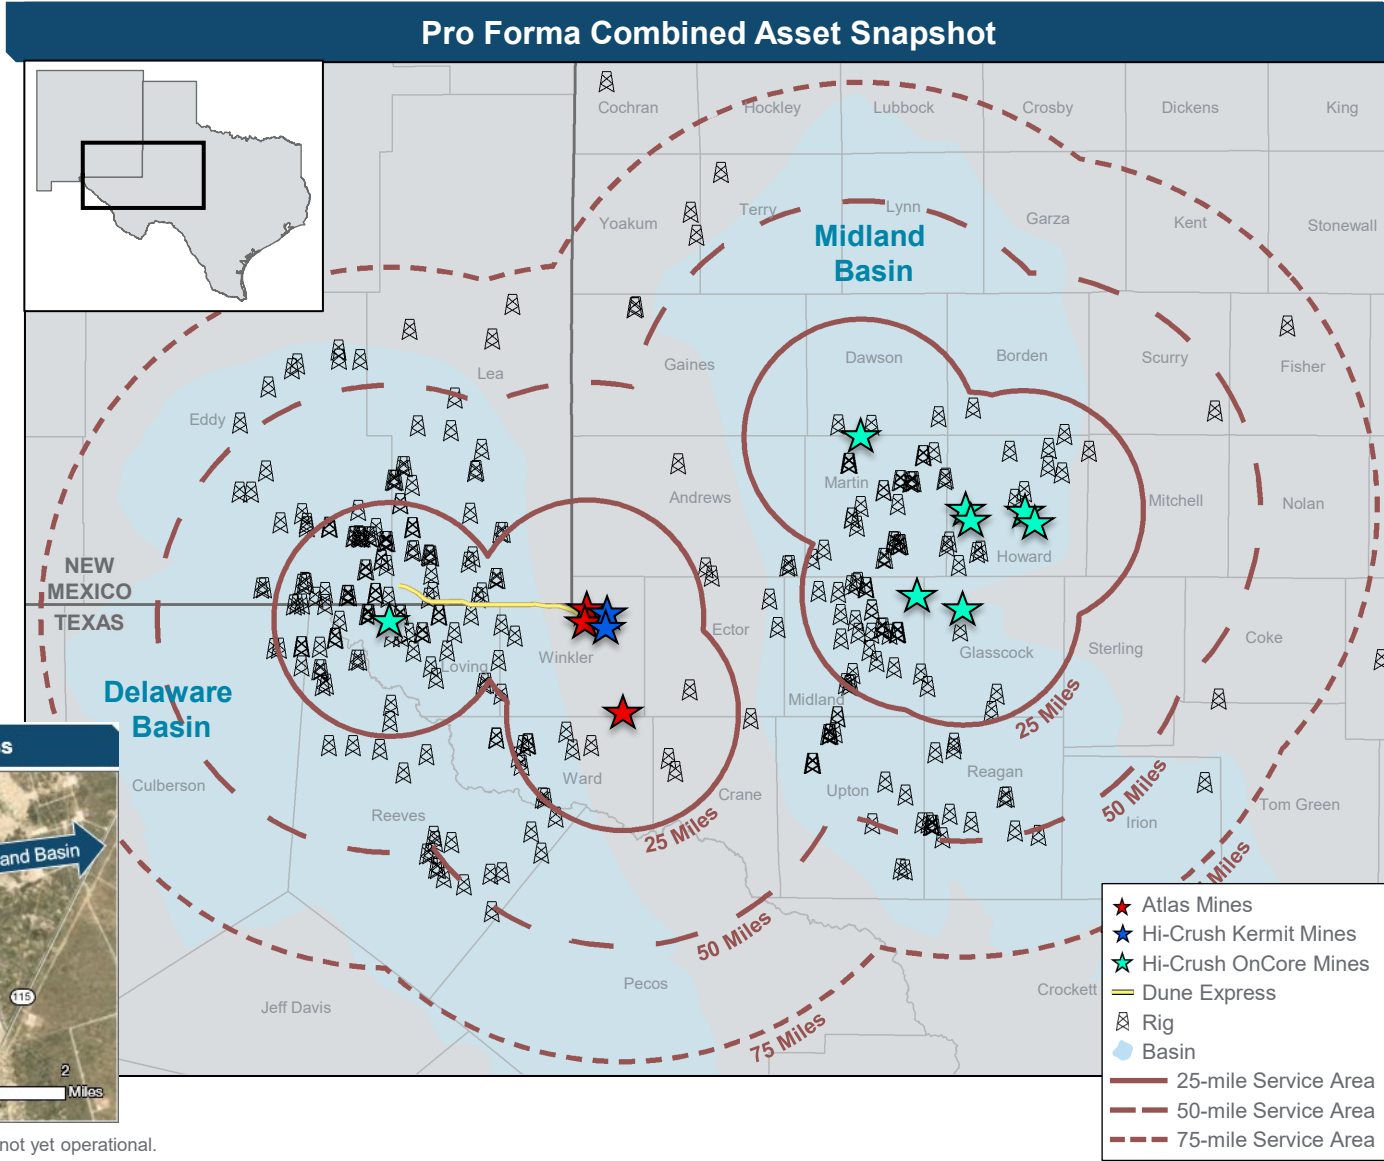 Pro Forma Combined Asset Snapshot
Cochran
Hockley
Lubbock
Crosby
Dickens
King
Yoakum
Terry
Lynn
Garza
Kent
Stonewall
Midland
Basin
Lea
Gaines
Dawson
Borden
Scurry
Fisher
Eddy
Andrews
Martin
Howard
Mitchell
Nolan
NEW
MEXICO
TEXAS
Loving
Winkler
Ector
Midland
Glasscock
Sterling
Coke
Delaware
Basin
25 Miles
Culberson
Reeves
Ward
Crane
Upton
Reagan
Irion
Tom Green
25 Miles
50 Miles
Miles
50 Miles
Pecos
Jeff Davis
Crockett
75 Miles
s
and Basin
115
2
Miles
Atlas Mines
Hi-Crush Kermit Mines
Hi-Crush OnCore Mines
Dune Express
Rig
Basin
25-mile Service Area
50-mile Service Area
75-mile Service Area
not yet operational.